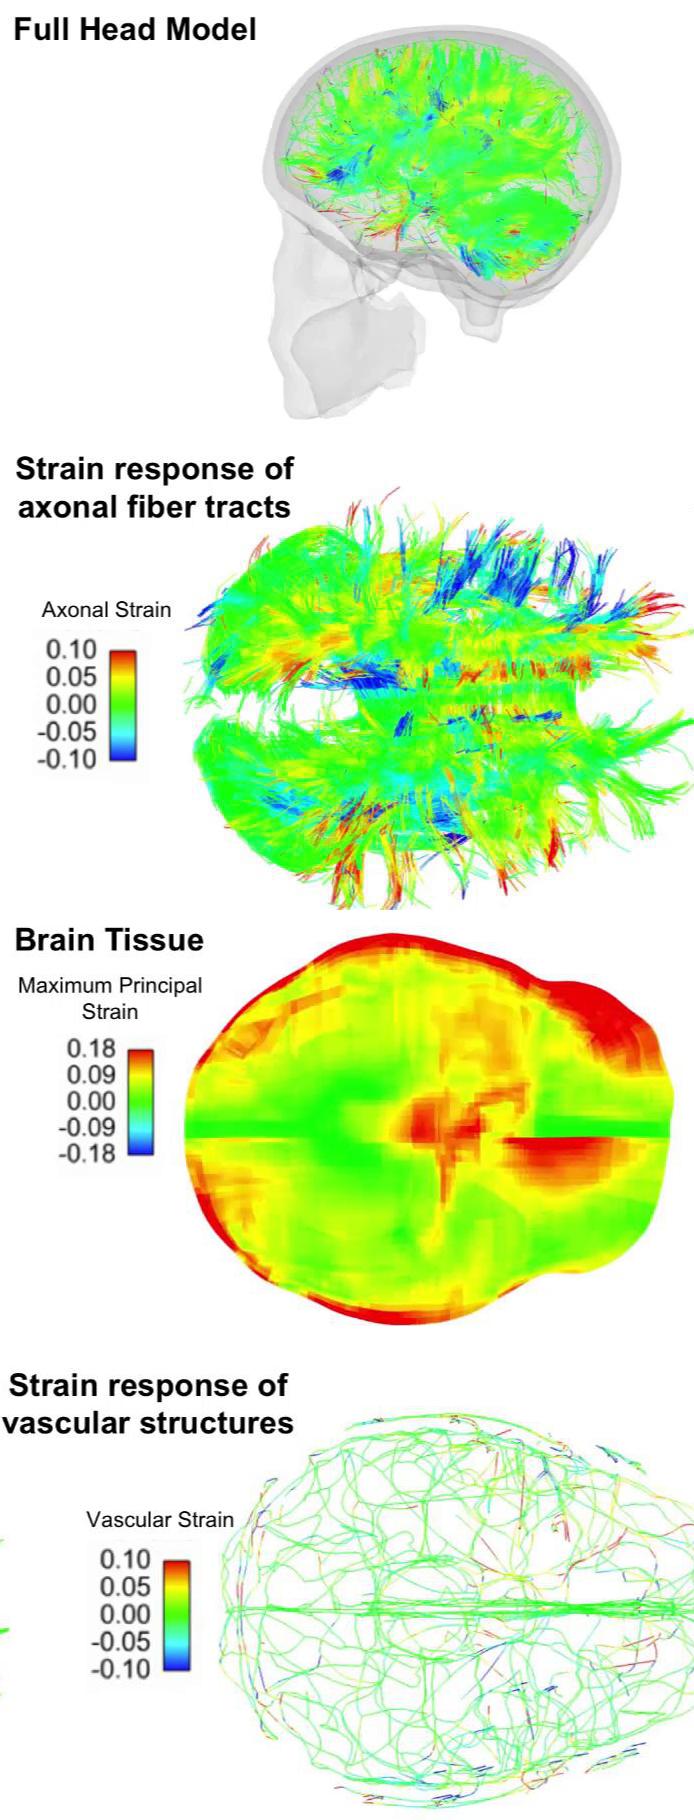 Full Head Model
Strain response of
axonal fiber tracts
Axonal Strain
0.10
0.05
0.00
-0.05
-0.10
Brain Tissue
Maximum Principal
Strain
0.18
0.09
0.00
-0.09
-0.18
Strain response of
vascular structures
Vascular Strain
0.10
0.05
0.00
-0.05
-0.10